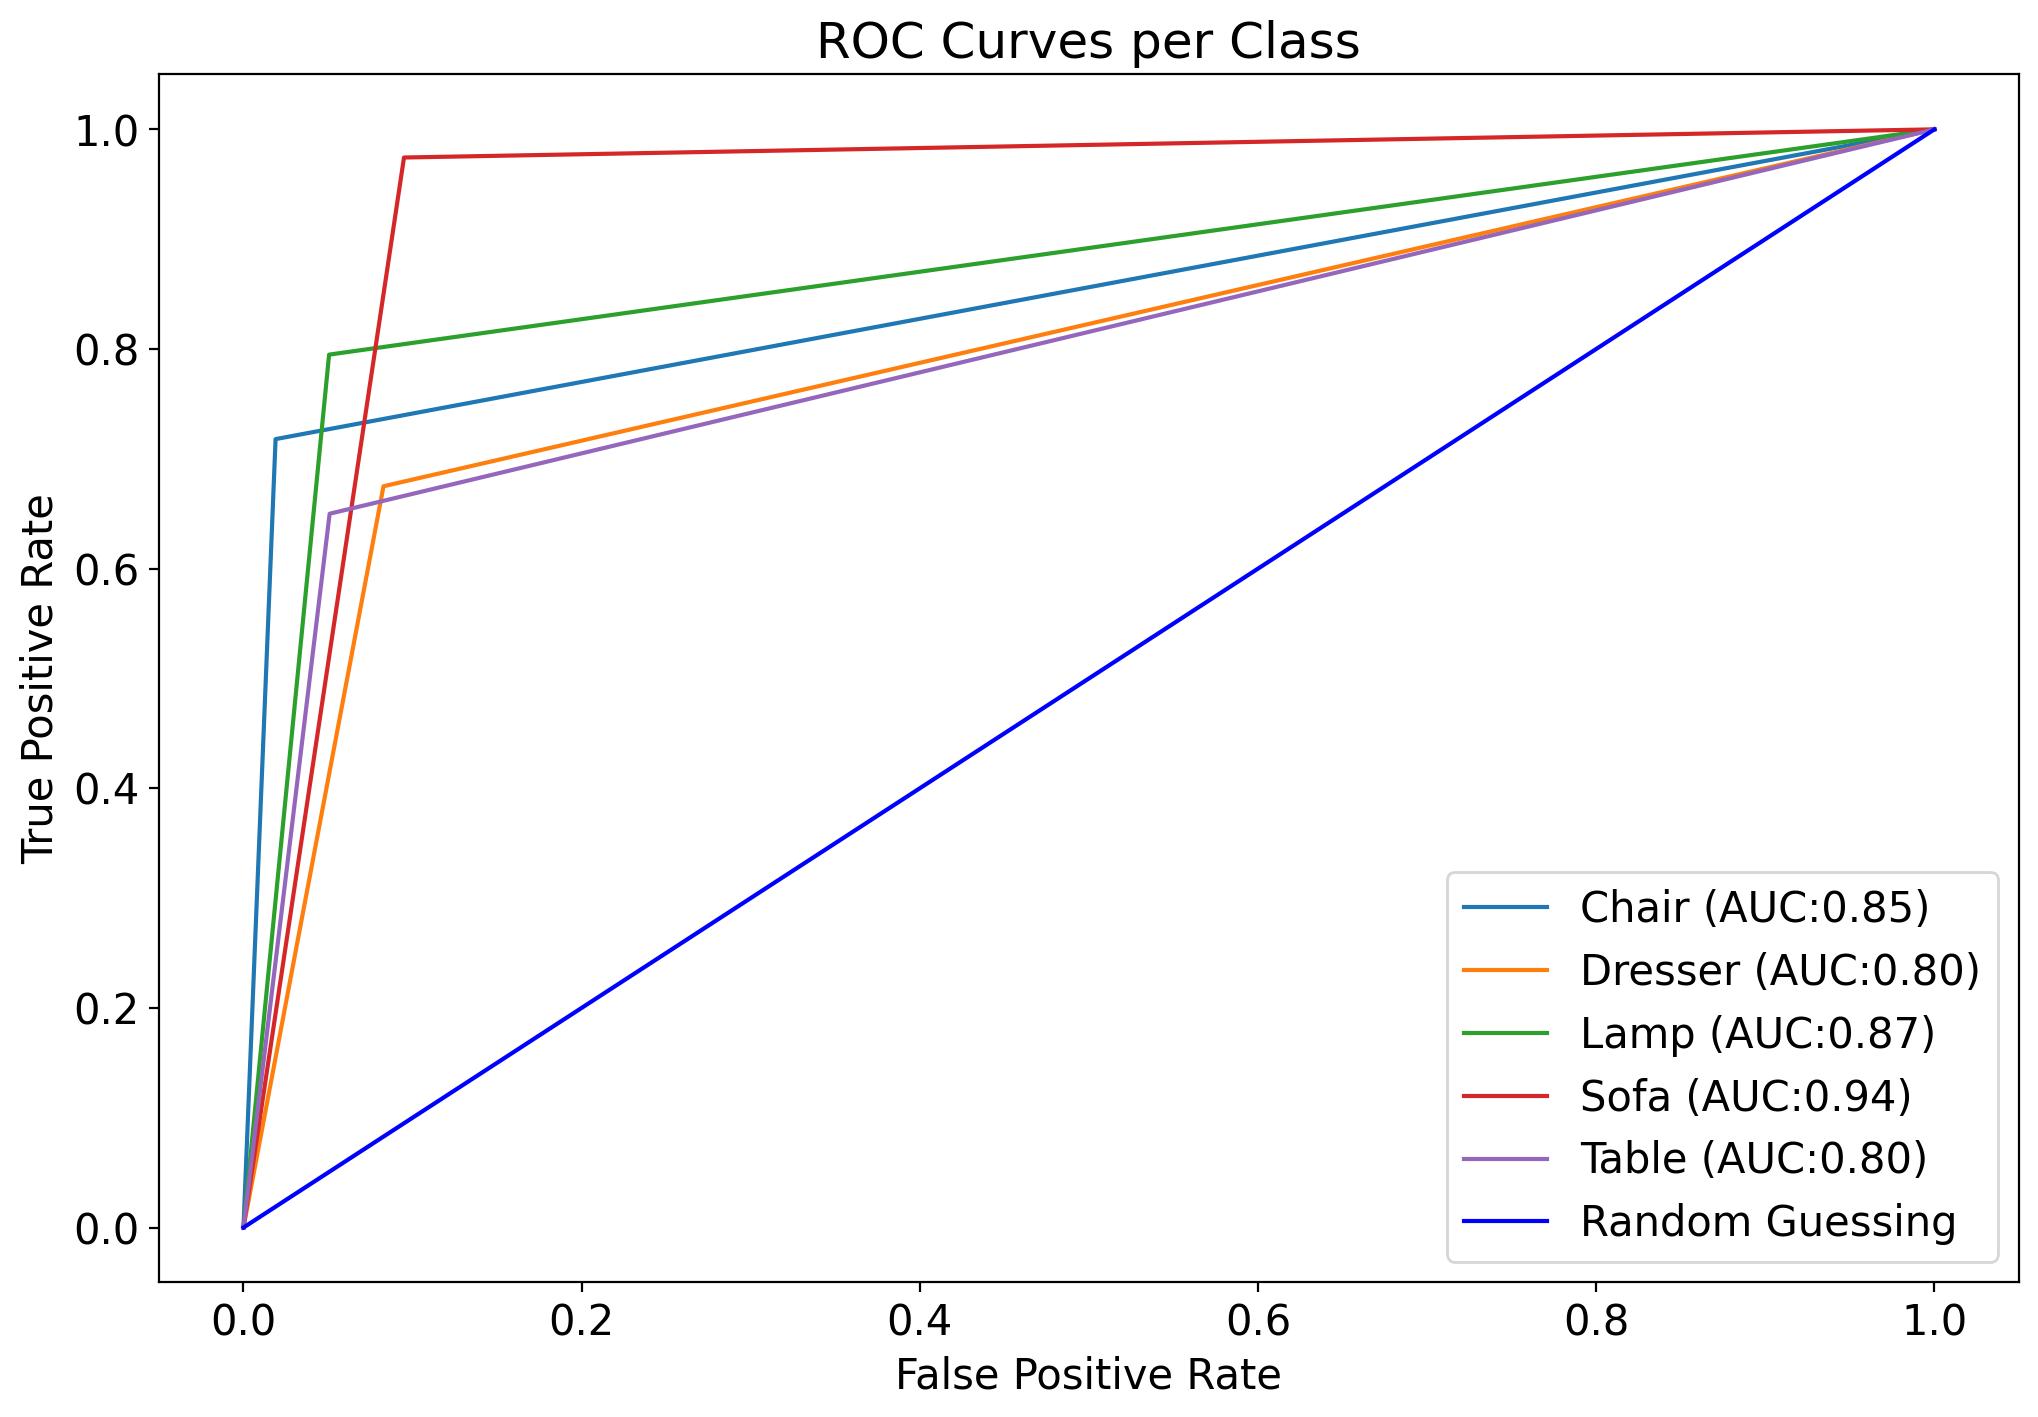 ROC Curves per Class
1.0
0.8
0.6
0.4
0.2
0.0
True Positive Rate
Chair (AUC:0.85)
Dresser (AUC:0.80)
Lamp (AUC:0.87)
Sofa (AUC:0.94)
Table (AUC:0.80)
Random Guessing
0.0 0.2 0.4 0.6 0.8 1.0
False Positive Rate